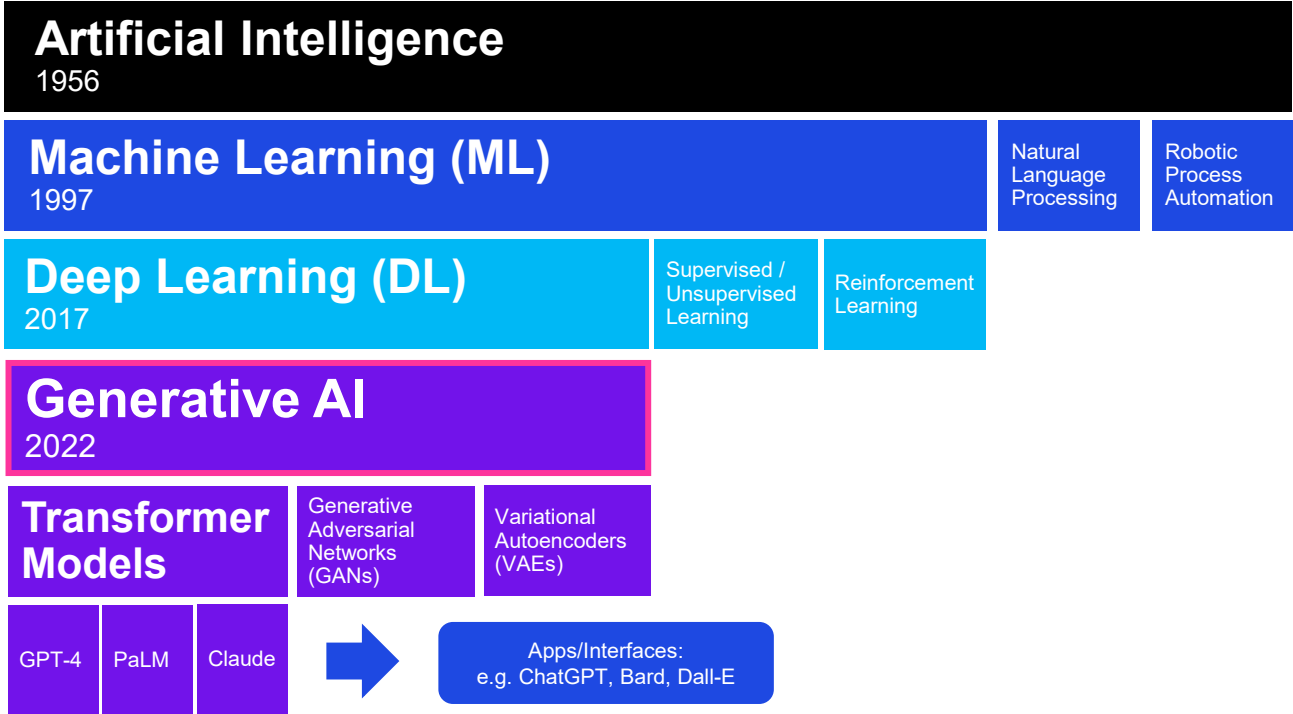 Artificial Intelligence
1956
Machine Learning (ML)
1997
Natural
Language
Processing
Robotic
Process
Automation
Deep Learning (DL)
2017
Supervised /
Unsupervised
Learning
Reinforcement
Learning
Generative AI
2022
Transformer
Models
Generative
Adversarial
Networks
(GANs)
Variational
Autoencoders
(VAEs)
GPT-4
PaLM
Claude
Apps/Interfaces:
e.g. ChatGPT, Bard, Dall-E